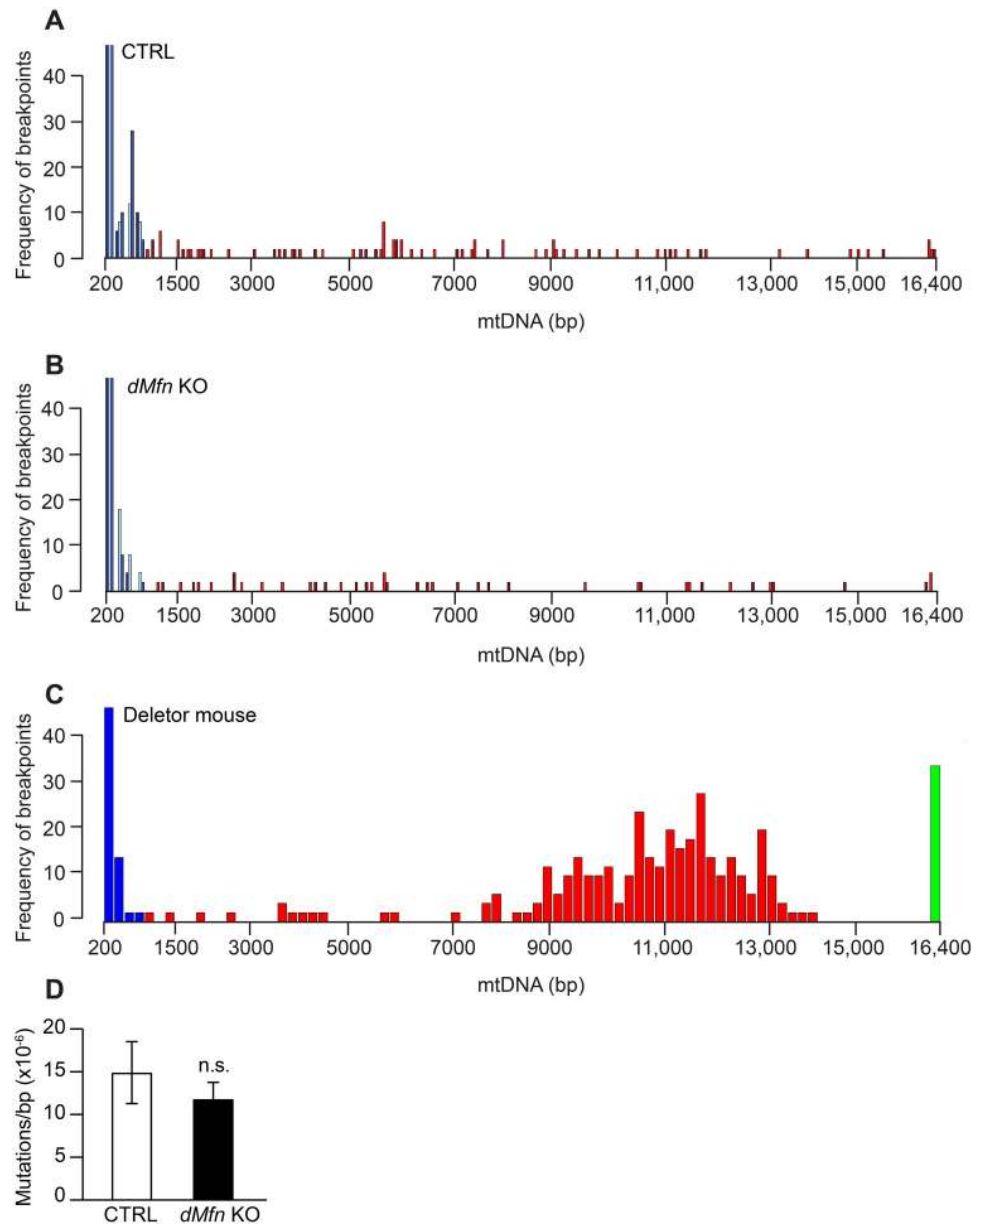 A
CTRL
Frequency of breakpoints
40
30
20
10
0
200 1500 3000 5000 7000 9000 11,000 13,000 15,000 16,400
mtDNA (bp)
B
dMfn KO
Frequency of breakpoints
40
30
20
10
0
200 1500 3000 5000 7000 9000 11,000 13,000 15,000 16,400
mtDNA (bp)
C
Deletor mouse
Frequency of breakpoints
40
30
20
10
0
200 1500 3000 5000 7000 9000 11,000 13,000 15,000 16,400
mtDNA (bp)
D
Mutations/bp (x10⁻⁶)
20
15
10
5
0
n.s.
CTRL dMfn KO